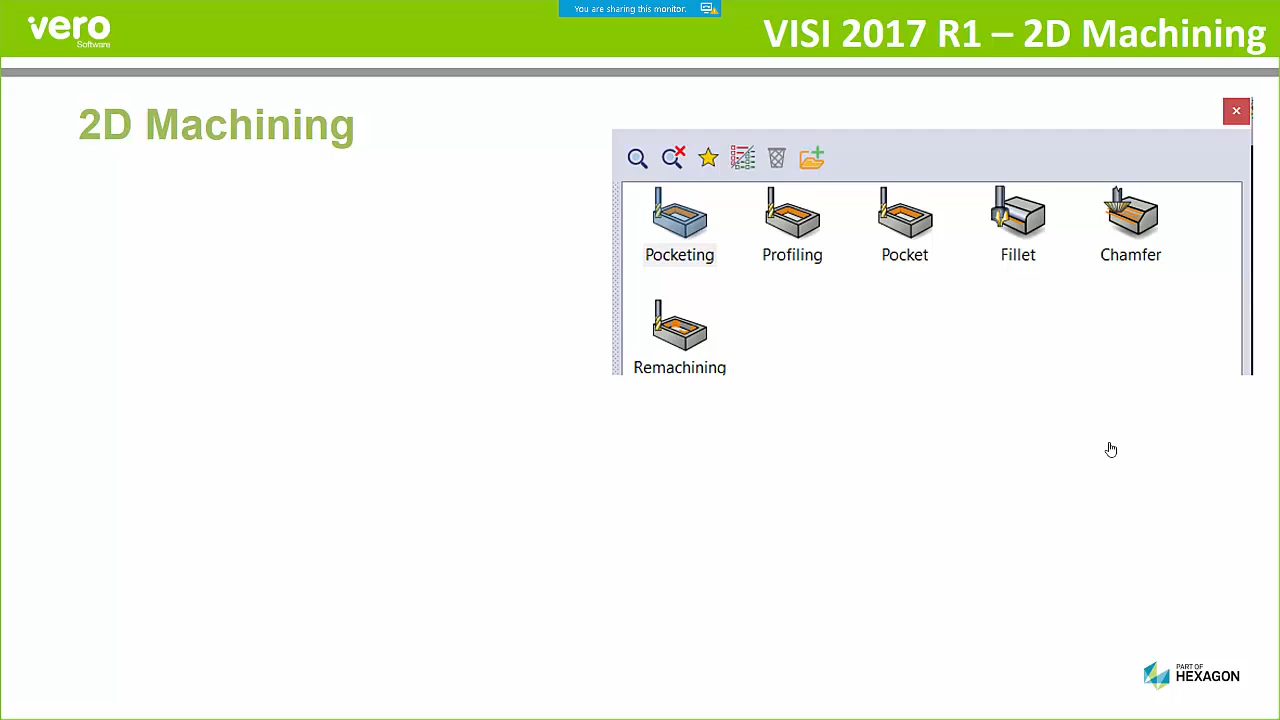 You are sharing this monitor.
vero
Software
VISI 2017 R1 – 2D Machining
2D Machining
Pocketing Profiling Pocket Fillet Chamfer
Remachining
PART OF
HEXAGON